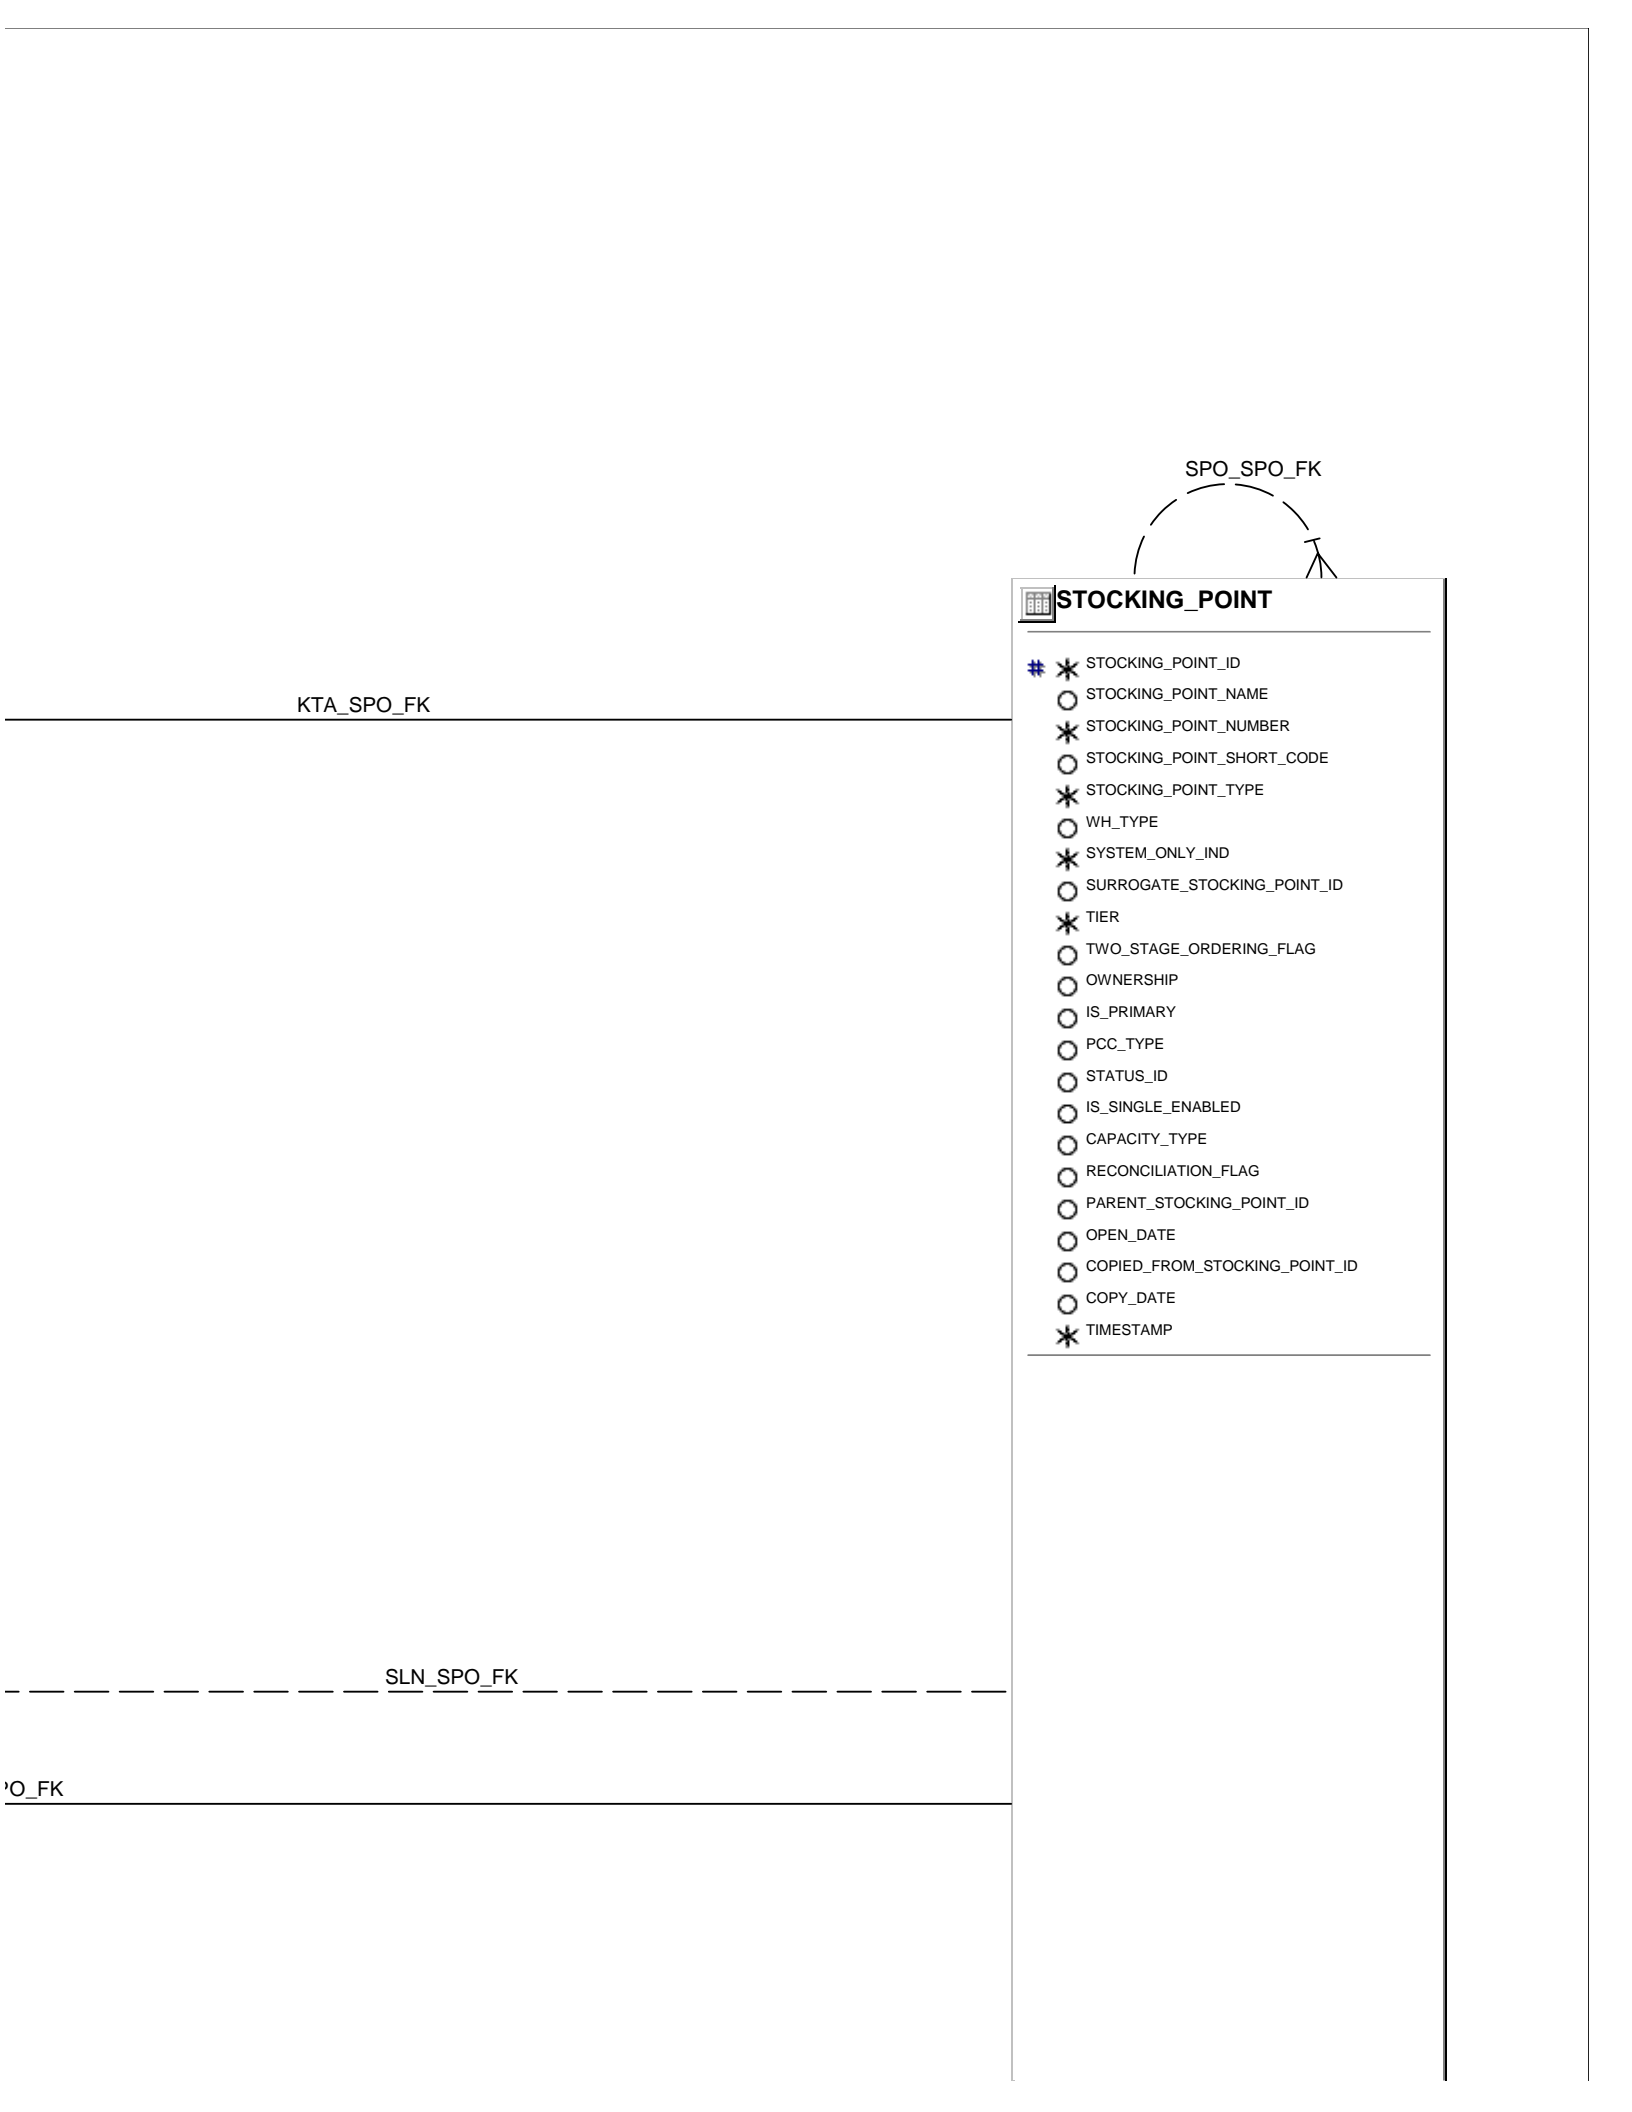 SPO_SPO_FK
STOCKING_POINT
STOCKING_POINT_ID
STOCKING_POINT_NAME
KTA_SPO_FK
STOCKING_POINT_NUMBER
STOCKING_POINT_SHORT_CODE
STOCKING_POINT_TYPE
WH_TYPE
SYSTEM_ONLY_IND
SURROGATE_STOCKING_POINT_ID
TIER
TWO_STAGE_ORDERING_FLAG
OWNERSHIP
IS_PRIMARY
PCC_TYPE
STATUS_ID
IS_SINGLE_ENABLED
CAPACITY_TYPE
RECONCILIATION_FLAG
PARENT_STOCKING_POINT_ID
OPEN_DATE
COPIED_FROM_STOCKING_POINT_ID
COPY_DATE
TIMESTAMP
SLN_SPO_FK
O_FK